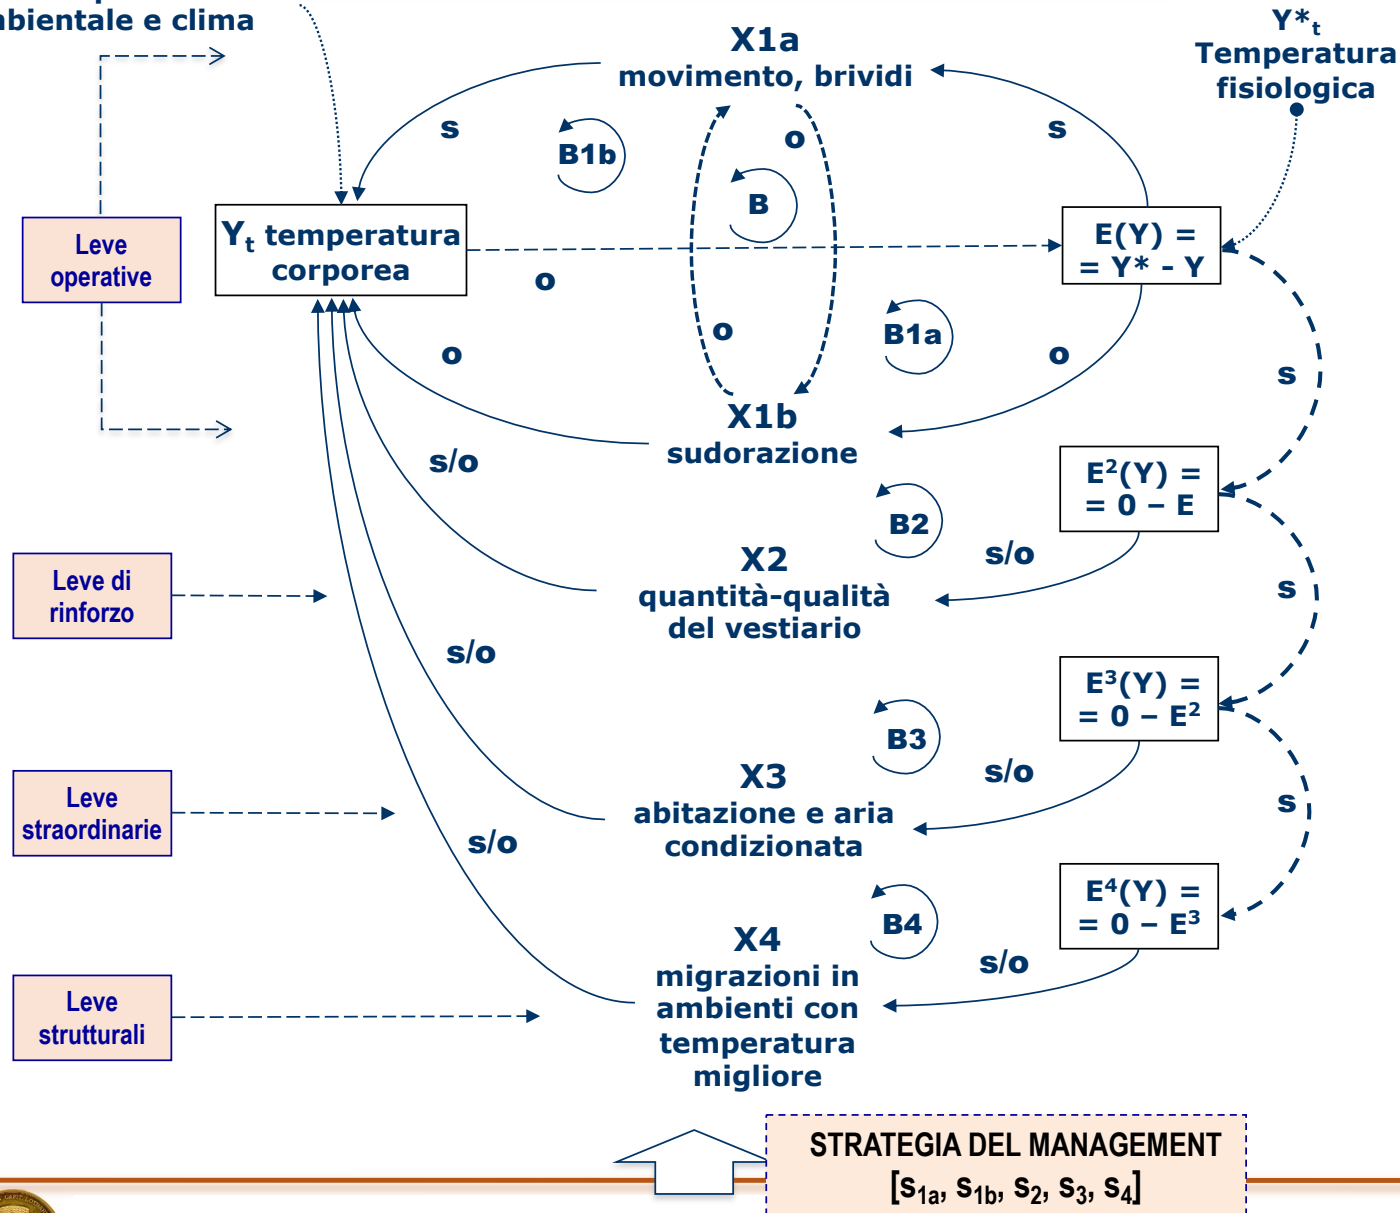 ambientale e clima
Y*t
Temperatura
fisiologica
X1a
movimento, brividi
s
B1b
o
s
B
Leve
operative
Yt temperatura
corporea
E(Y) =
= Y* - Y
o
B1a
o
o
o
s
X1b
sudorazione
s/o
E²(Y) =
= 0 – E
B2
s/o
Leve di
rinforzo
X2
quantità-qualità
del vestiario
s
s/o
E³(Y) =
= 0 – E²
B3
s/o
Leve
straordinarie
X3
abitazione e aria
condizionata
s
s/o
E⁴(Y) =
= 0 – E³
B4
s/o
X4
migrazioni in
ambienti con
temperatura
migliore
Leve
strutturali
STRATEGIA DEL MANAGEMENT
[s1a, s1b, s2, s3, s4]